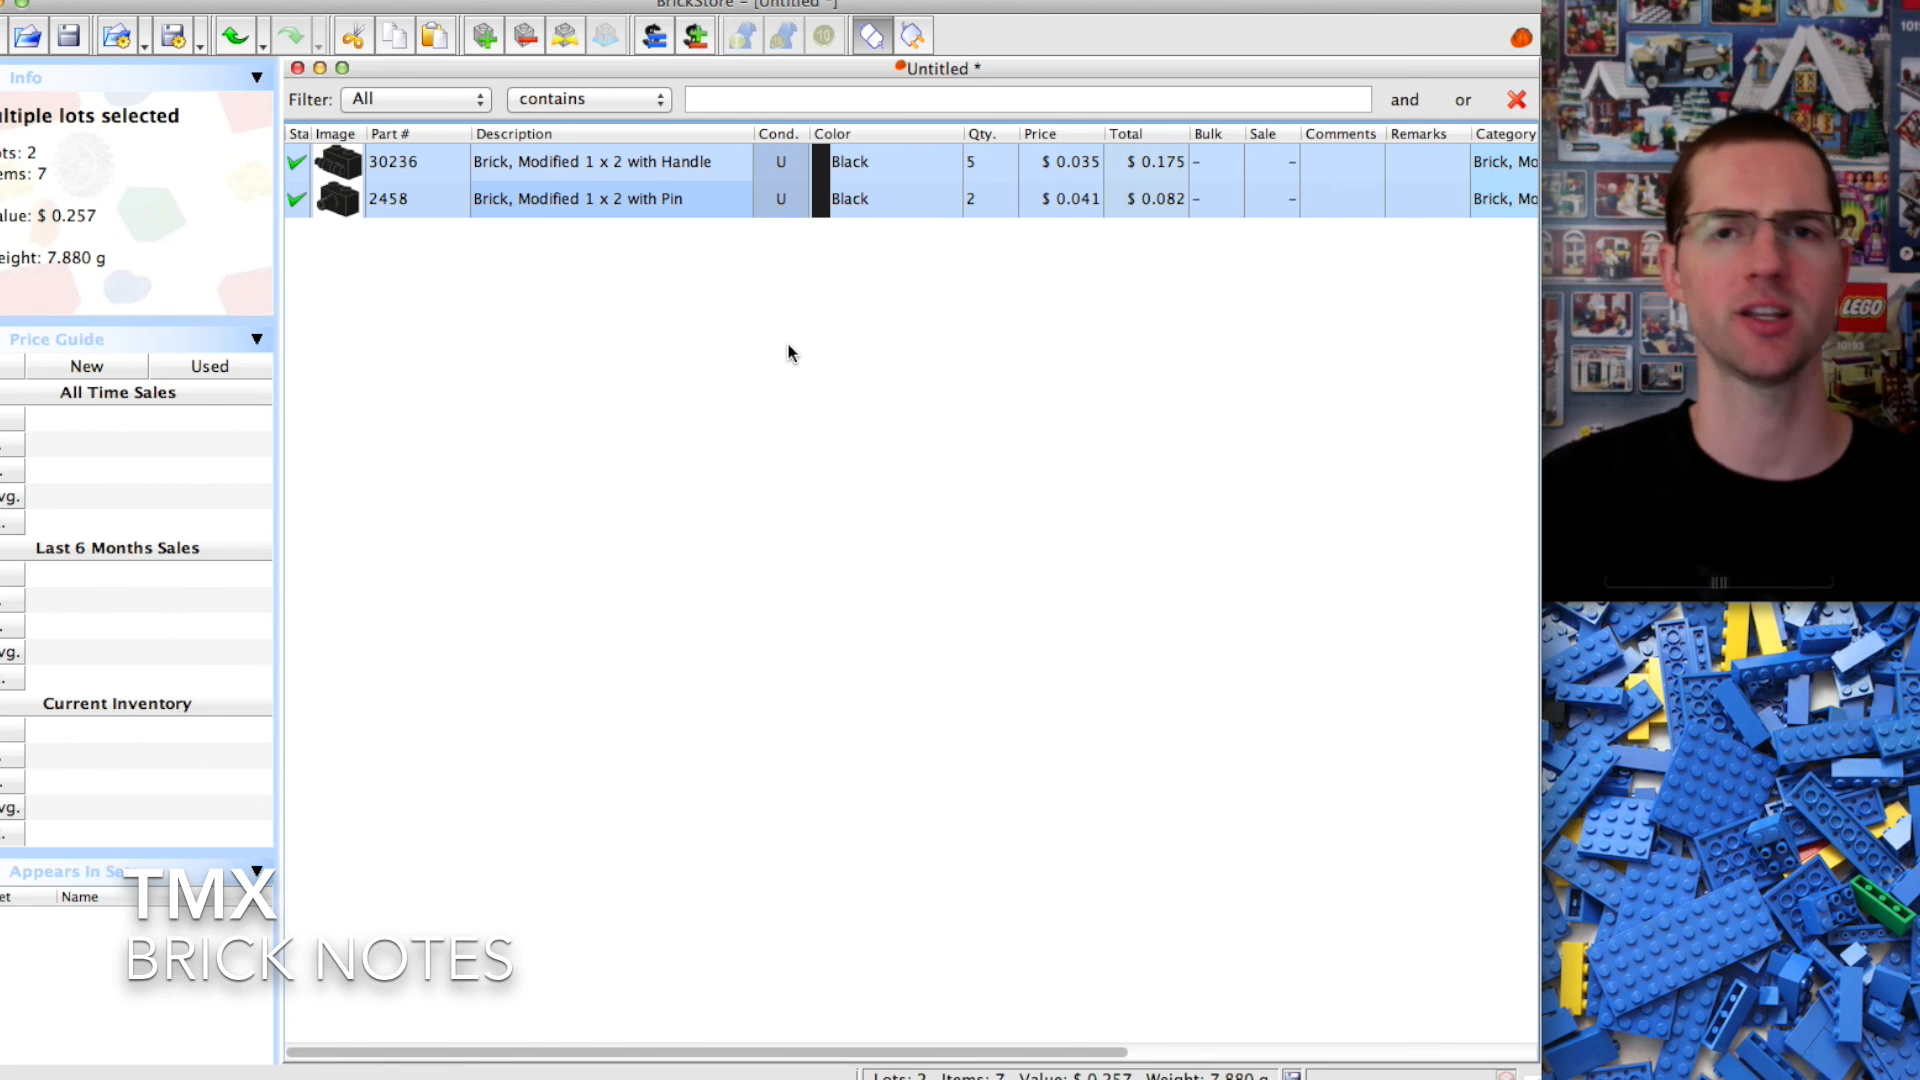 BrickStore – [Untitled *]
Info
ultiple lots selected
ots: 2
ems: 7
alue: $ 0.257
eight: 7.880 g
Price Guide
New Used
All Time Sales
vg.
Last 6 Months Sales
vg.
Current Inventory
vg.
Appears In Se
et Name
Untitled *
Filter: All contains and or
Sta Image Part # Description Cond. Color Qty. Price Total Bulk Sale Comments Remarks Category
30236 Brick, Modified 1 x 2 with Handle U Black 5 $ 0.035 $ 0.175 – – Brick, Mo
2458 Brick, Modified 1 x 2 with Pin U Black 2 $ 0.041 $ 0.082 – – Brick, Mo
TMX
BRICK NOTES
Lots: 2 Items: 7 Value: $ 0.257 Weight: 7.880 g
LEGO
10193